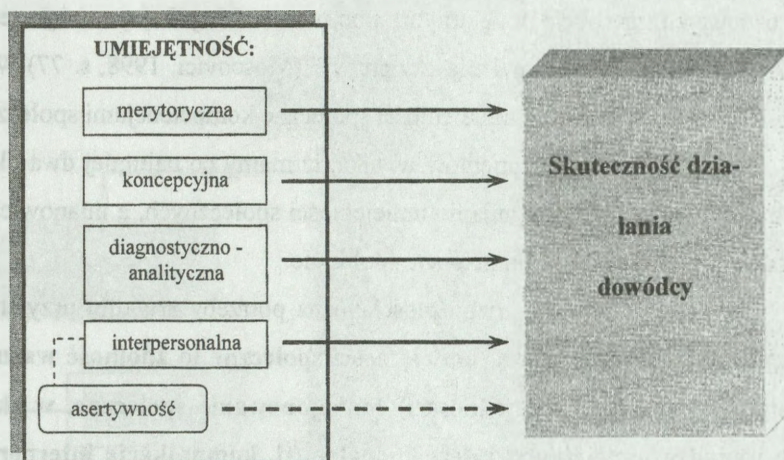 UMIEJĘTNOŚĆ:
merytoryczna
koncepcyjna
diagnostyczno -
analityczna
interpersonalna
asertywność
Skuteczność dzia-
łania
dowódcy